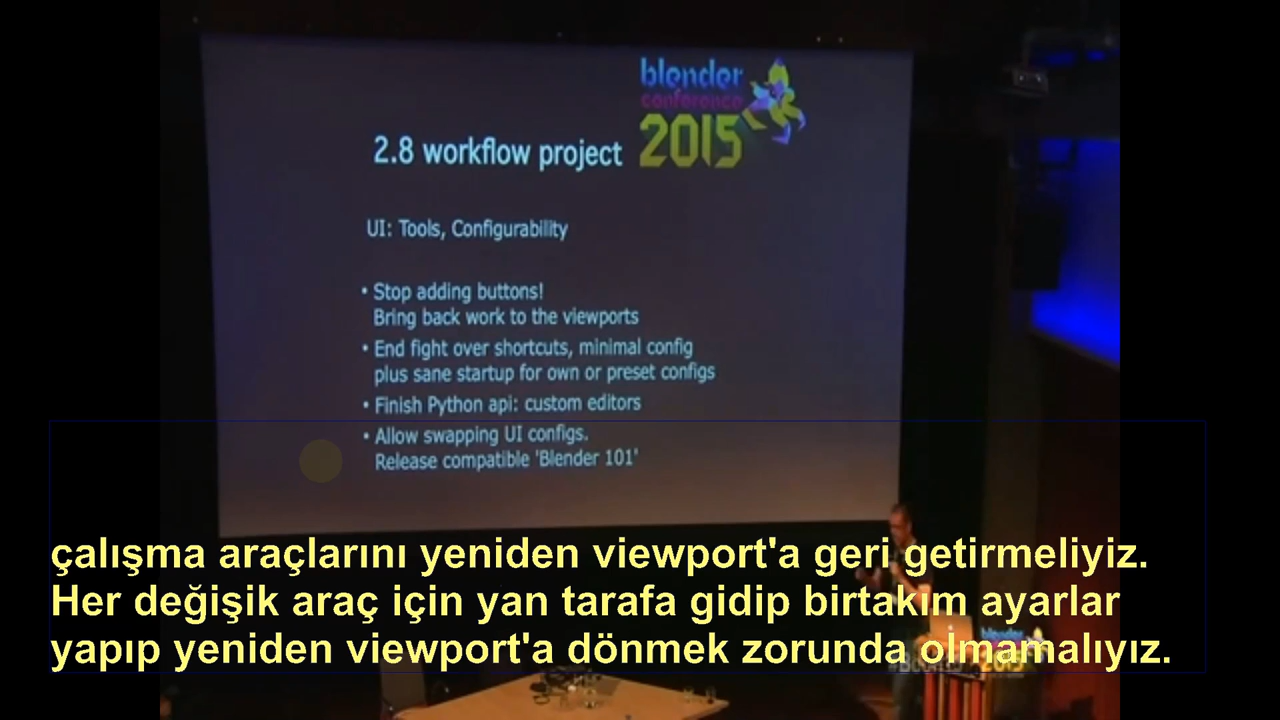 blender
conference
2015
2.8 workflow project
UI: Tools, Configurability
• Stop adding buttons!
Bring back work to the viewports
• End fight over shortcuts, minimal config
plus sane startup for own or preset configs
• Finish Python api: custom editors
• Allow swapping UI configs.
Release compatible 'Blender 101'
çalışma araçlarını yeniden viewport'a geri getirmeliyiz.
Her değişik araç için yan tarafa gidip birtakım ayarlar
yapıp yeniden viewport'a dönmek zorunda olmamalıyız.
blender
2015